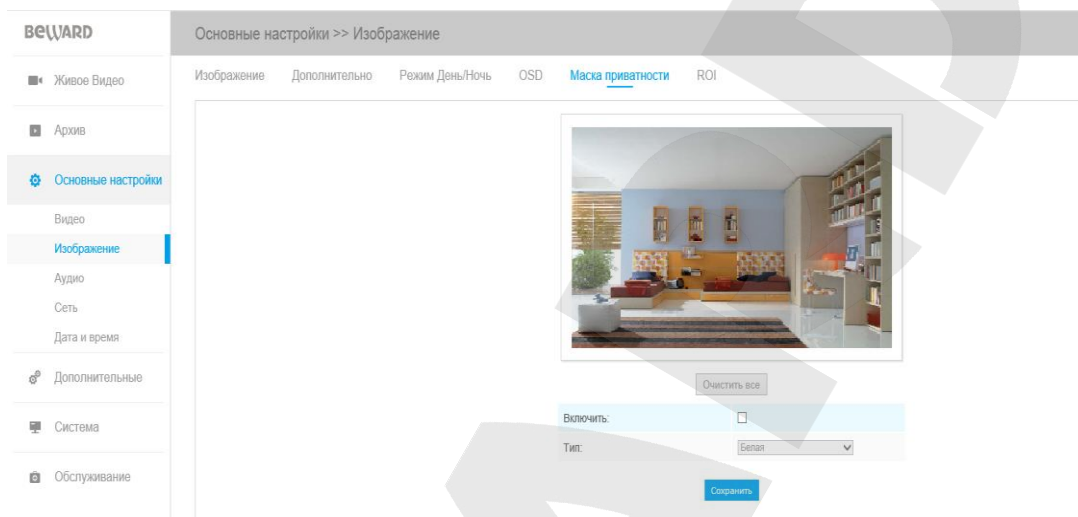 BEWARD
Основные настройки >> Изображение
Живое Видео
Архив
Основные настройки
Видео
Изображение
Аудио
Сеть
Дата и время
Дополнительные
Система
Обслуживание
Изображение Дополнительно Режим День/Ночь OSD Маска приватности ROI
Очистить все
Включить:
Тип: Белая
Сохранить